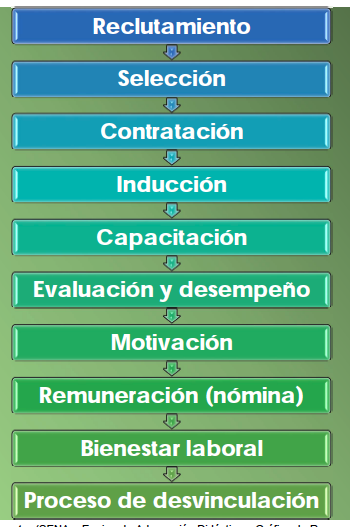 Reclutamiento
Selección
Contratación
Inducción
Capacitación
Evaluación y desempeño
Motivación
Remuneración (nómina)
Bienestar laboral
Proceso de desvinculación